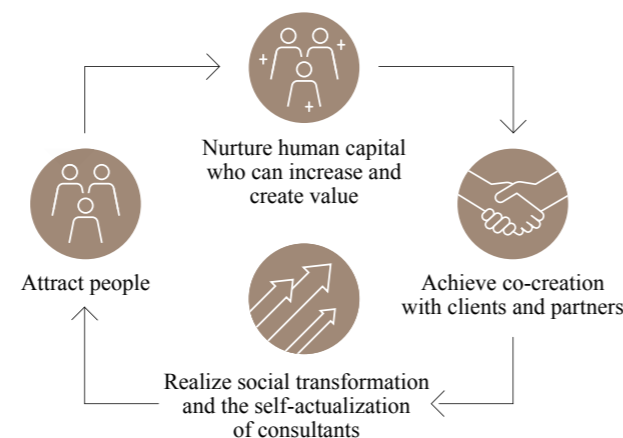 Nurture human capital
who can increase and
create value
Attract people
Achieve co-creation
with clients and partners
Realize social transformation
and the self-actualization
of consultants